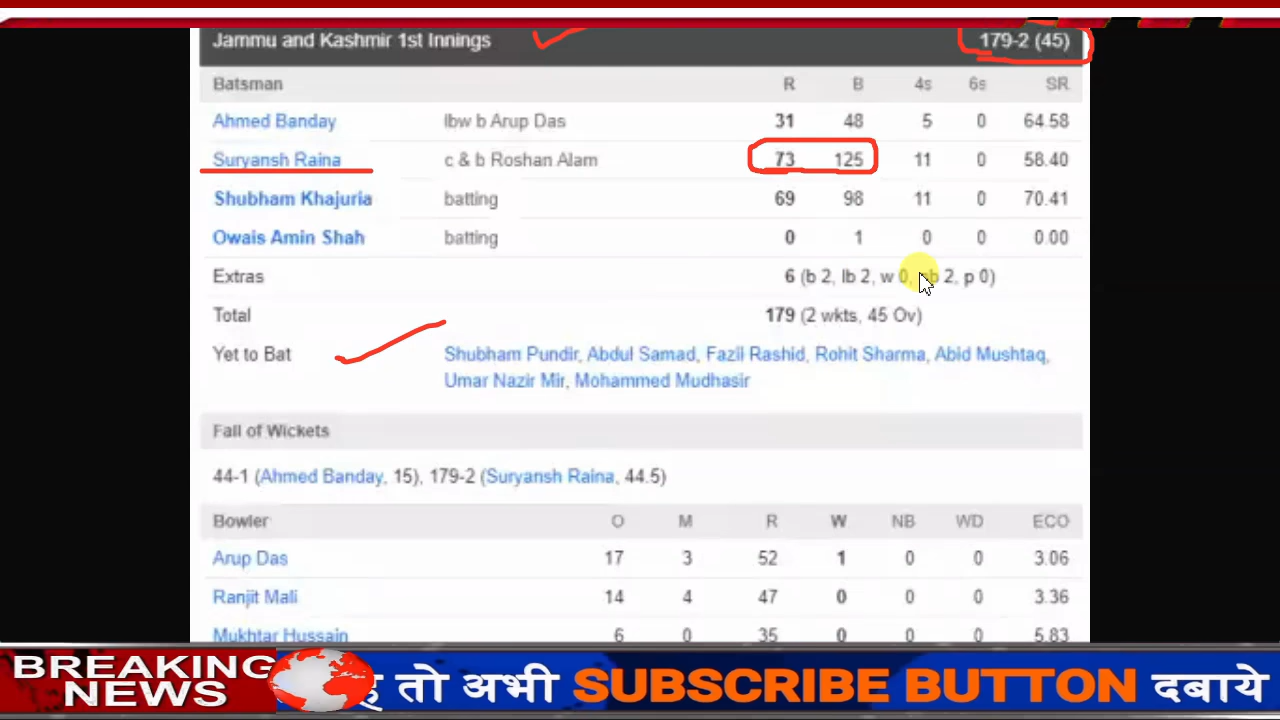 Jammu and Kashmir 1st Innings 179-2 (45)
Batsman R B 4s 6s SR
Ahmed Banday lbw b Arup Das 31 48 5 0 64.58
Suryansh Raina c & b Roshan Alam 73 125 11 0 58.40
Shubham Khajuria batting 69 98 11 0 70.41
Owais Amin Shah batting 0 1 0 0 0.00
Extras 6 (b 2, lb 2, w 0, nb 2, p 0)
Total 179 (2 wkts, 45 Ov)
Yet to Bat Shubham Pundir, Abdul Samad, Fazil Rashid, Rohit Sharma, Abid Mushtaq,
Umar Nazir Mir, Mohammed Mudhasir
Fall of Wickets
44-1 (Ahmed Banday, 15), 179-2 (Suryansh Raina, 44.5)
Bowler O M R W NB WD ECO
Arup Das 17 3 52 1 0 0 3.06
Ranjit Mali 14 4 47 0 0 0 3.36
Mukhtar Hussain 6 0 35 0 0 0 5.83
BREAKING
NEWS
तो अभी SUBSCRIBE BUTTON दबाये